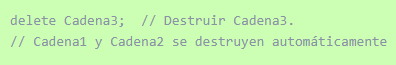 delete Cadena3;  // Destruir Cadena3.
// Cadena1 y Cadena2 se destruyen automáticamente